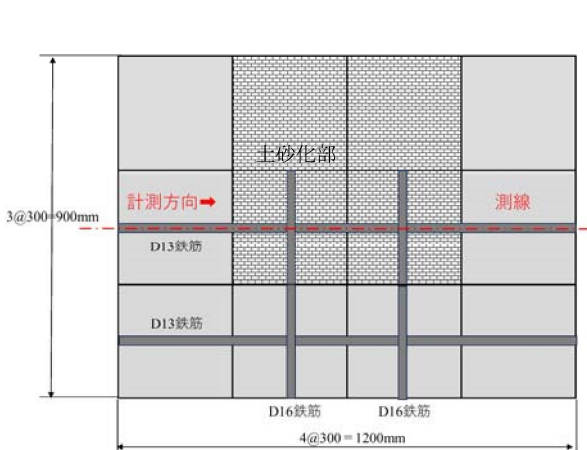 土砂化部
計測方向➡
測線
3@300=900mm
D13鉄筋
D13鉄筋
D16鉄筋
D16鉄筋
4@300 = 1200mm